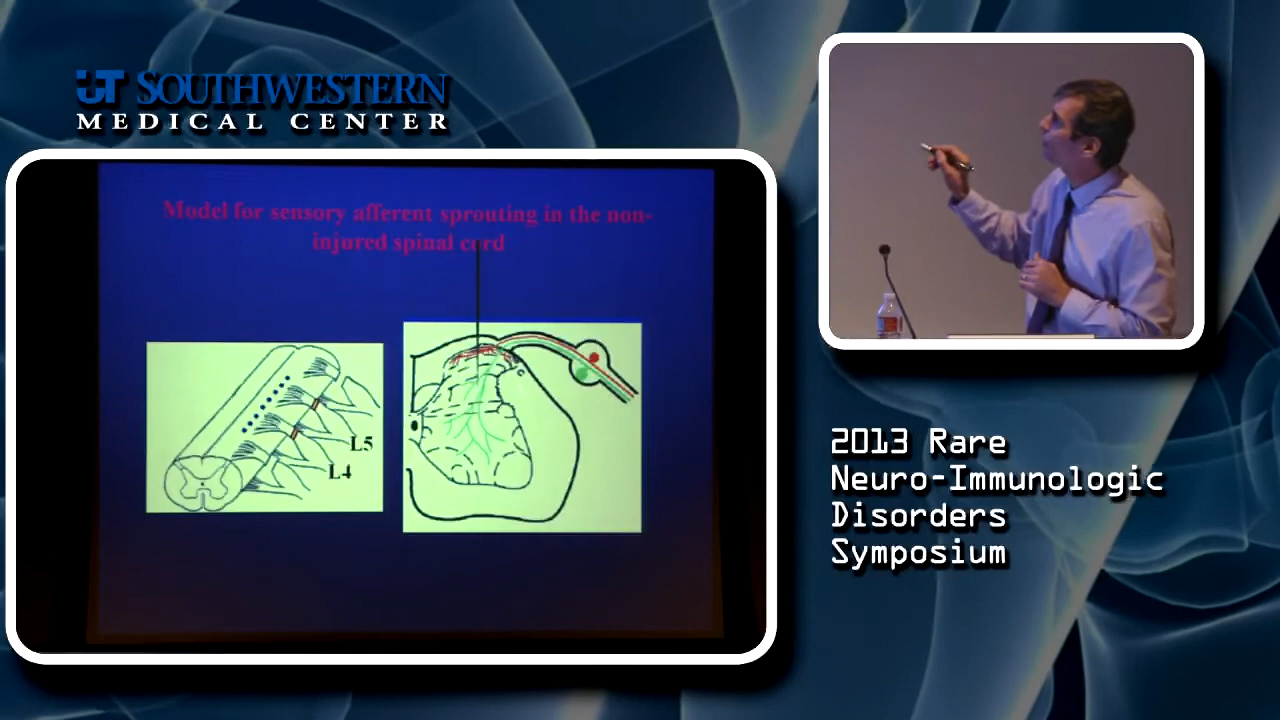 UT SOUTHWESTERN
MEDICAL CENTER
Model for sensory afferent sprouting in the non-
injured spinal cord
L5
L4
c
2013 Rare
Neuro-Immunologic
Disorders
Symposium